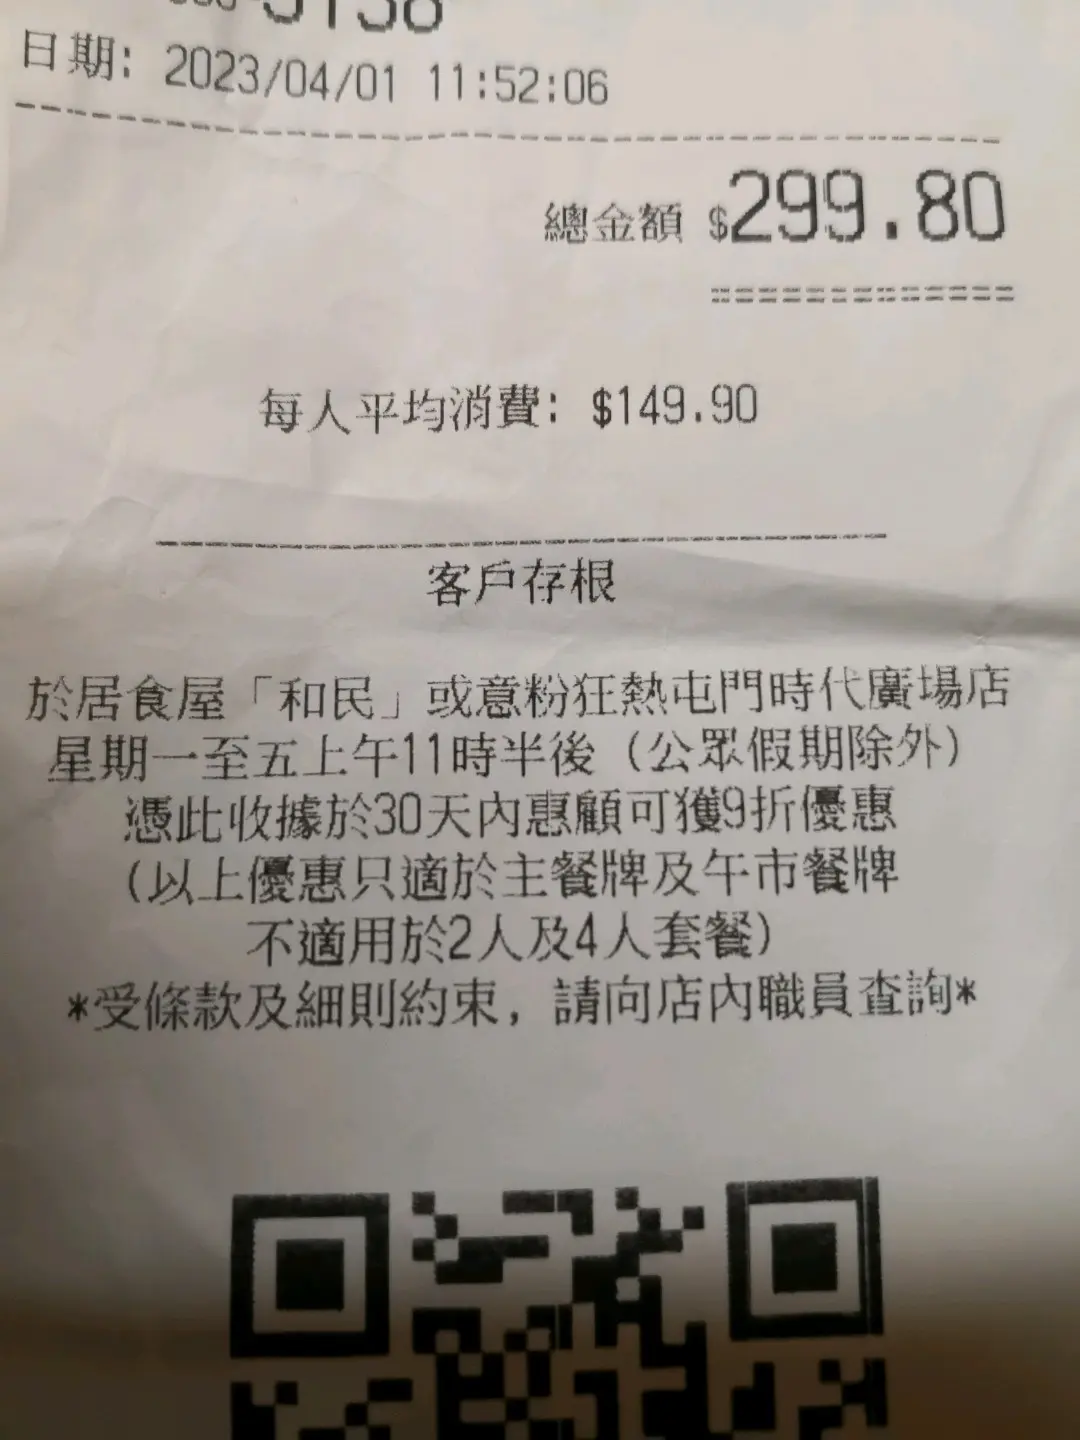 日期: 2023/04/01 11:52:06
總金額 $299.80
每人平均消費: $149.90
客戶存根
於居食屋「和民」或意粉狂熱屯門時代廣場店
星期一至五上午11時半後 (公眾假期除外)
憑此收據於30天內惠顧可獲9折優惠
(以上優惠只適於主餐牌及午市餐牌
不適用於2人及4人套餐)
*受條款及細則約束, 請向店內職員查詢*